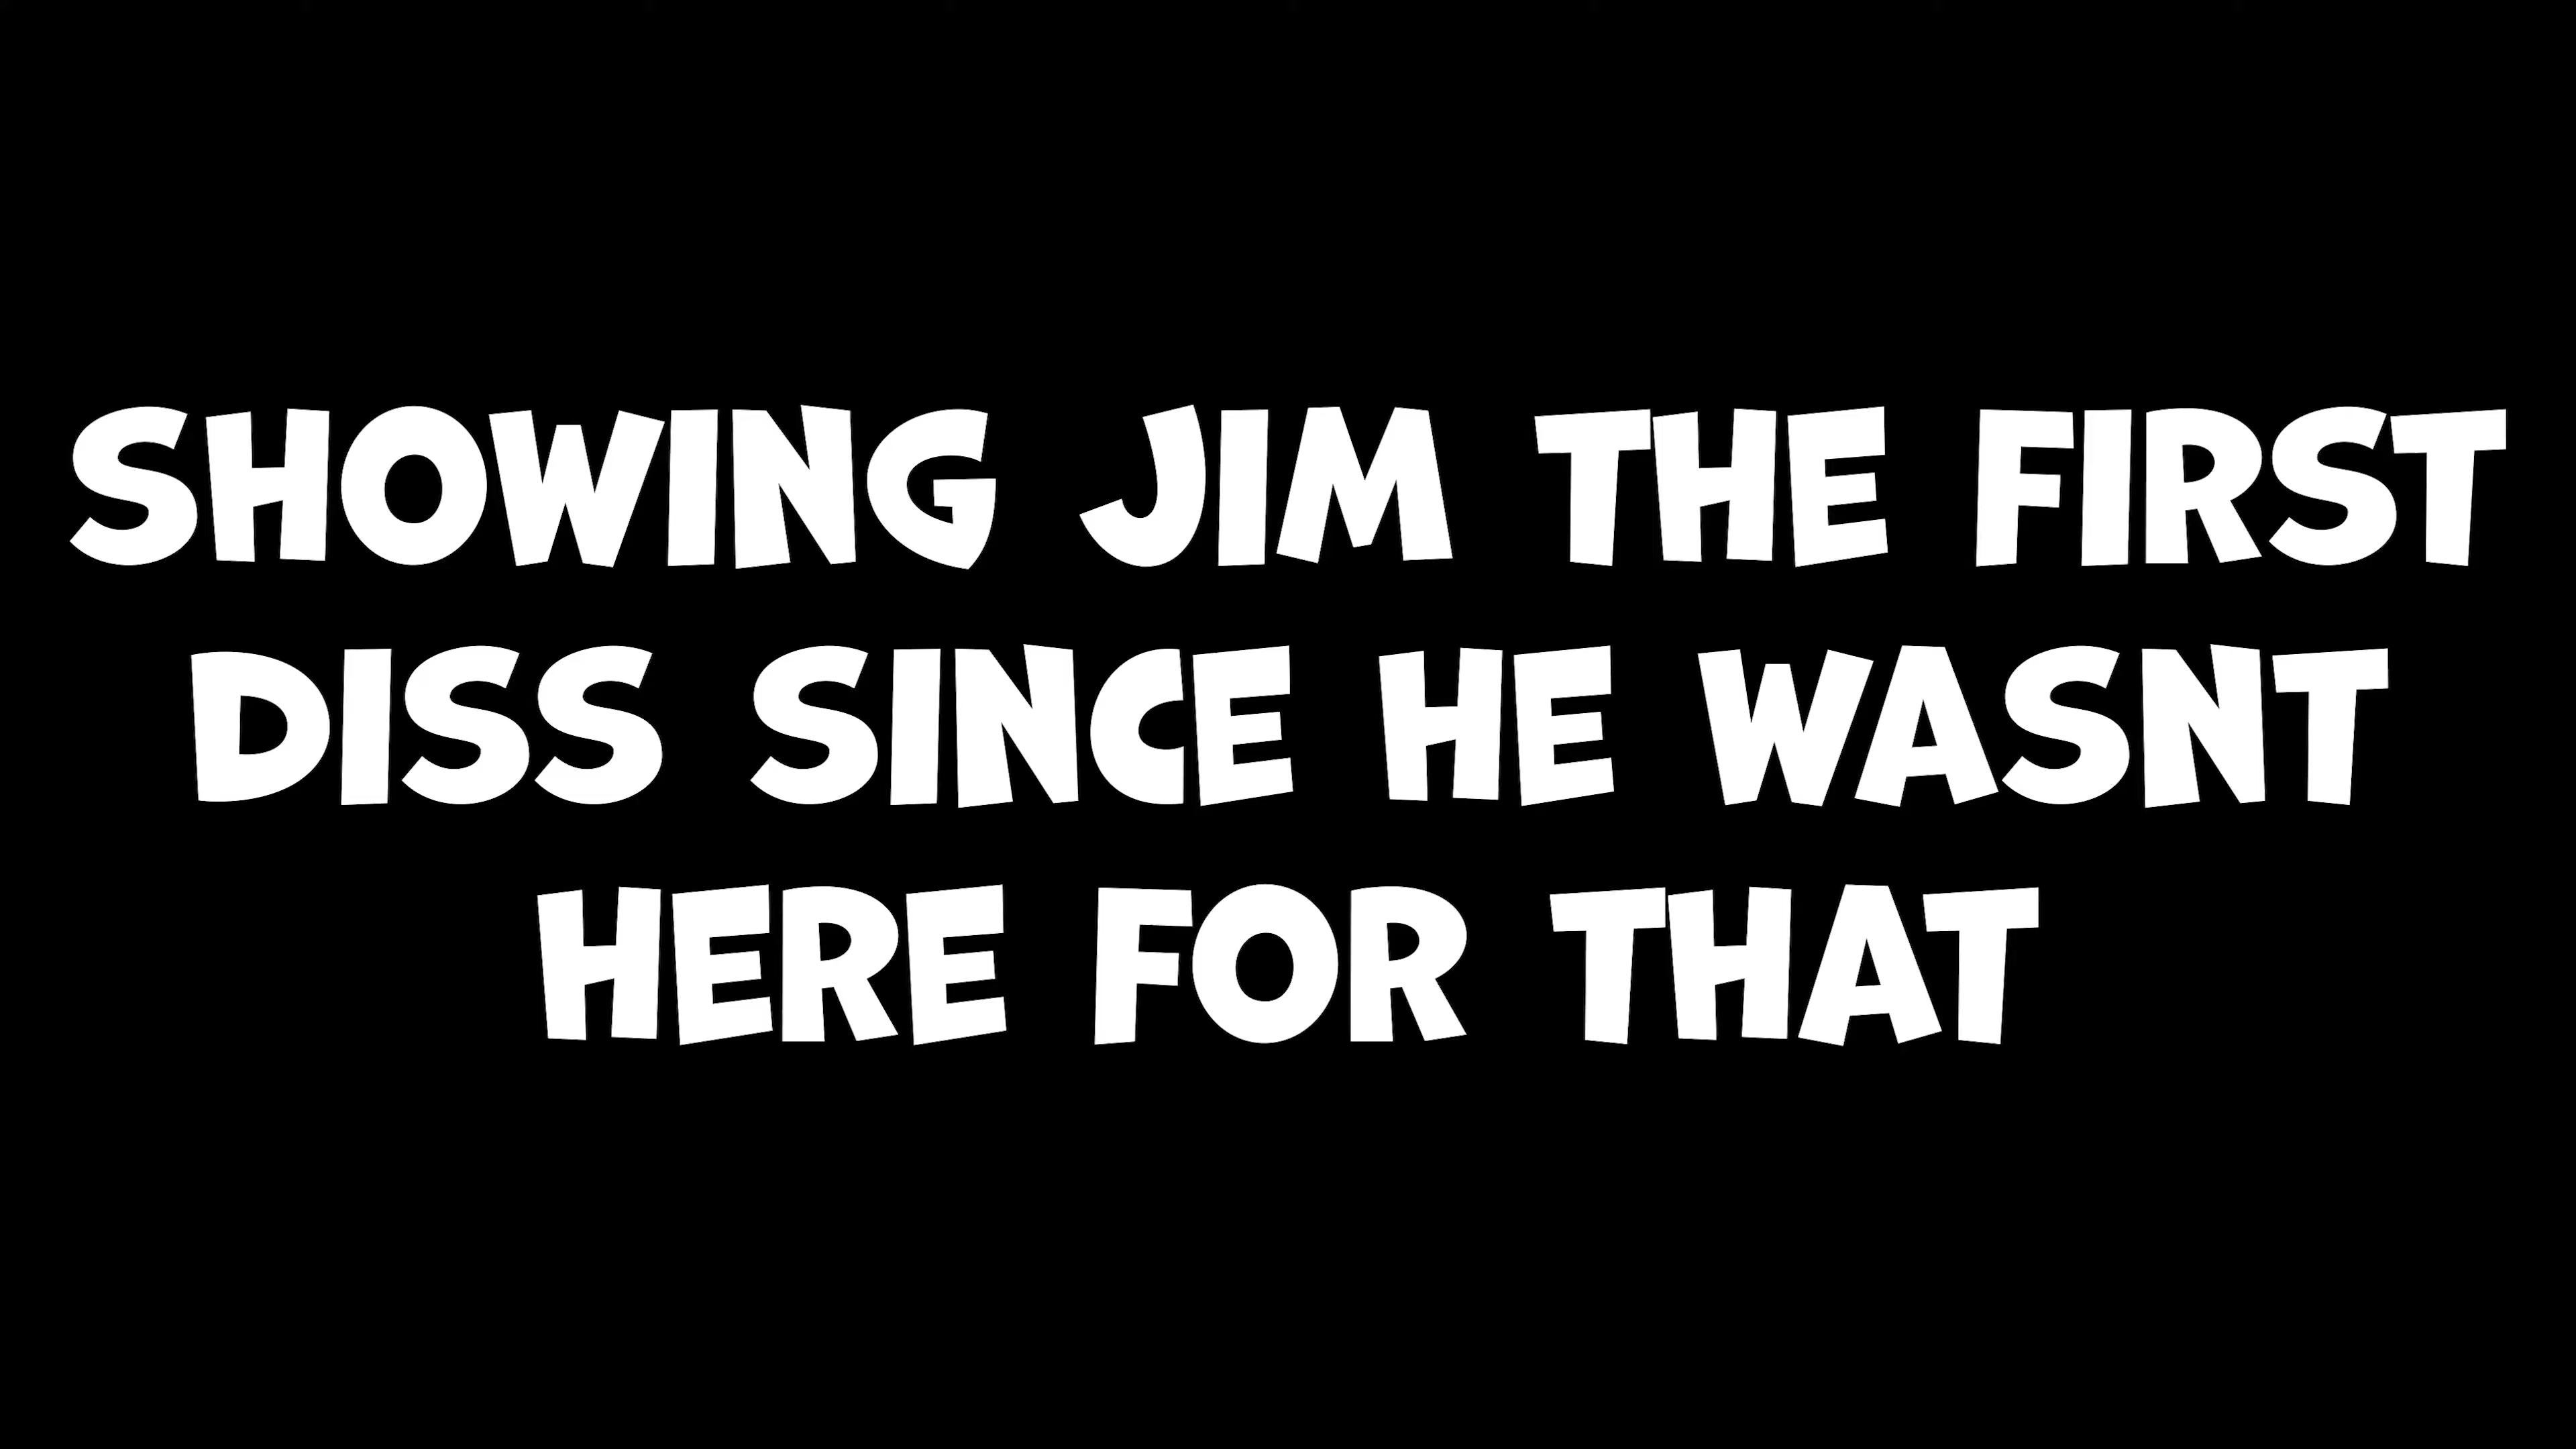 SHOWING JIM THE FIRST
DISS SINCE HE WASNT
HERE FOR THAT